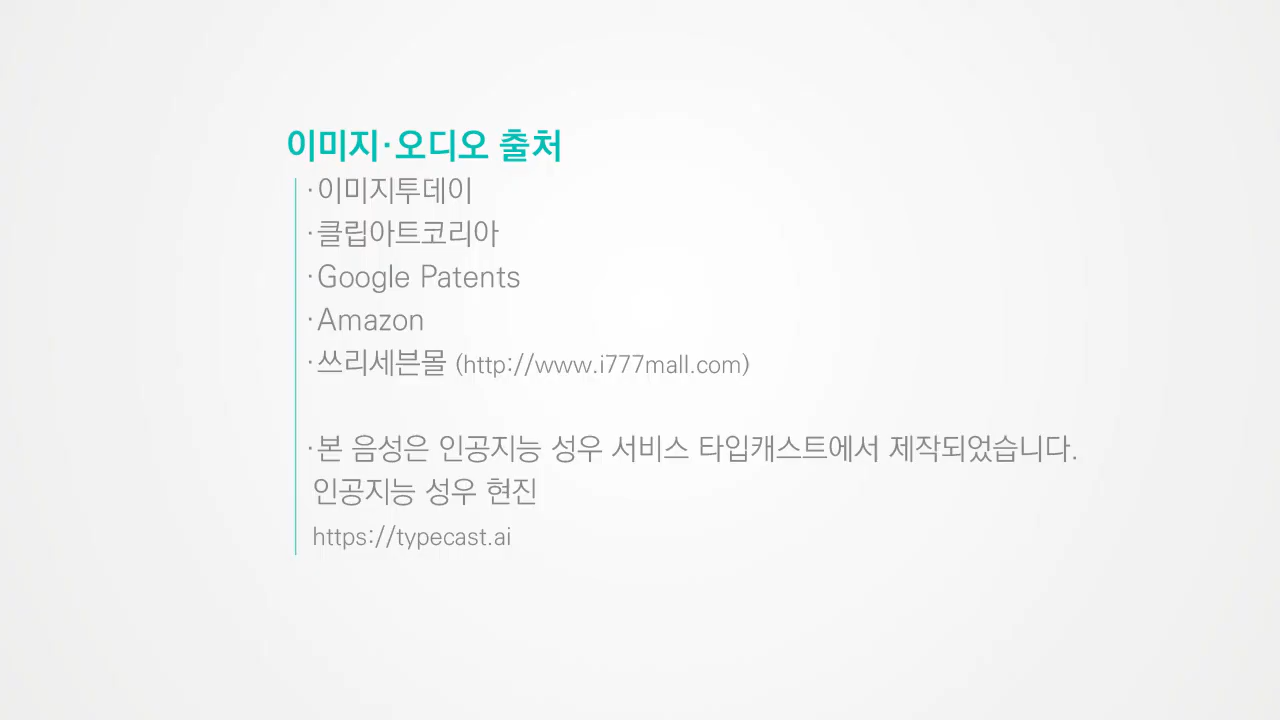 이미지·오디오 출처
·이미지투데이
·클립아트코리아
·Google Patents
·Amazon
·쓰리세븐몰 (http://www.i777mall.com)
·본 음성은 인공지능 성우 서비스 타입캐스트에서 제작되었습니다.
인공지능 성우 현진
https://typecast.ai